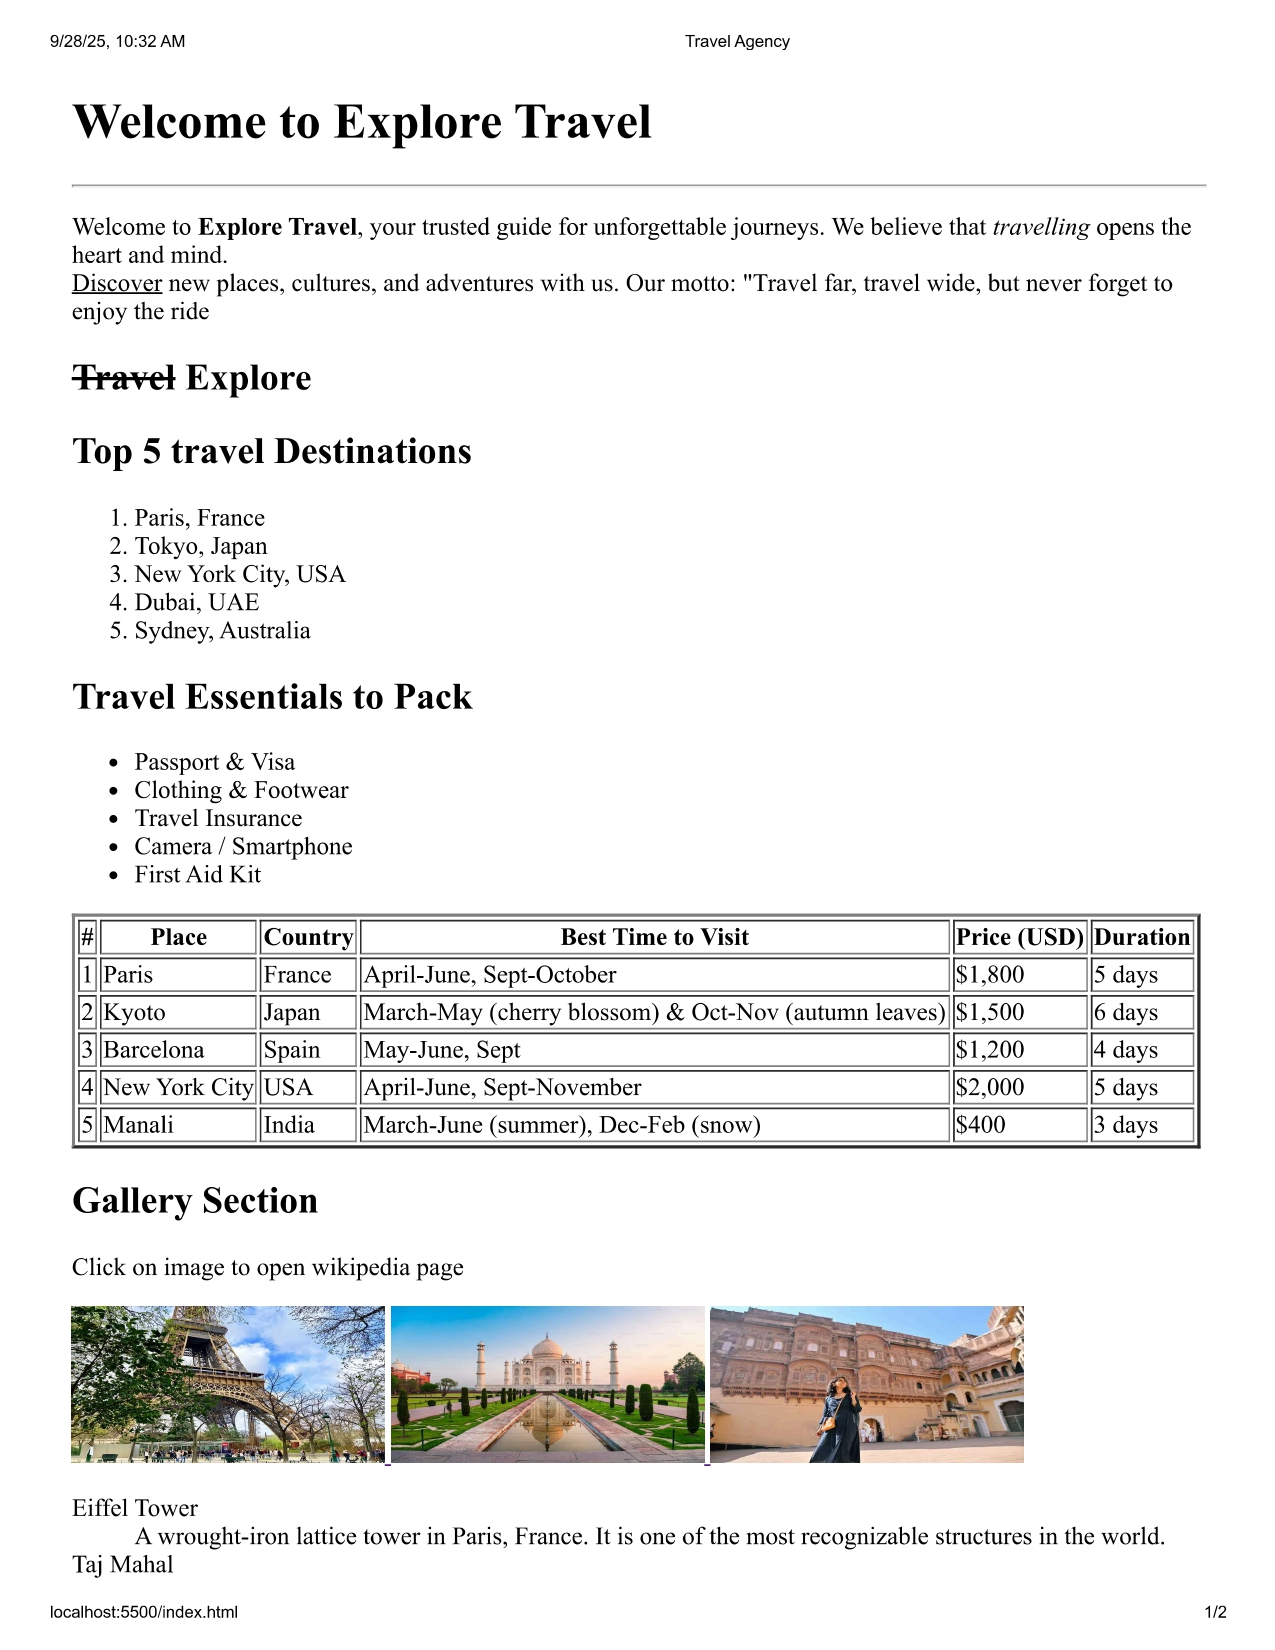 9/28/25, 10:32 AM Travel Agency
Welcome to Explore Travel
Welcome to Explore Travel, your trusted guide for unforgettable journeys. We believe that travelling opens the
heart and mind.
Discover new places, cultures, and adventures with us. Our motto: "Travel far, travel wide, but never forget to
enjoy the ride
Travel Explore
Top 5 travel Destinations
1. Paris, France
2. Tokyo, Japan
3. New York City, USA
4. Dubai, UAE
5. Sydney, Australia
Travel Essentials to Pack
• Passport & Visa
• Clothing & Footwear
• Travel Insurance
• Camera / Smartphone
• First Aid Kit
# Place Country Best Time to Visit Price (USD) Duration
1 Paris France April-June, Sept-October $1,800 5 days
2 Kyoto Japan March-May (cherry blossom) & Oct-Nov (autumn leaves) $1,500 6 days
3 Barcelona Spain May-June, Sept $1,200 4 days
4 New York City USA April-June, Sept-November $2,000 5 days
5 Manali India March-June (summer), Dec-Feb (snow) $400 3 days
Gallery Section
Click on image to open wikipedia page
Eiffel Tower
A wrought-iron lattice tower in Paris, France. It is one of the most recognizable structures in the world.
Taj Mahal
localhost:5500/index.html 1/2